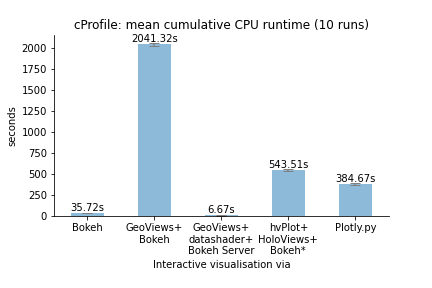 cProfile: mean cumulative CPU runtime (10 runs)
2041.32s
2000
1750
1500
1250
1000
750
500
250
0
seconds
35.72s
6.67s
543.51s
384.67s
Bokeh
GeoViews+
Bokeh
GeoViews+
datashader+
Bokeh Server
hvPlot+
HoloViews+
Bokeh*
Plotly.py
Interactive visualisation via